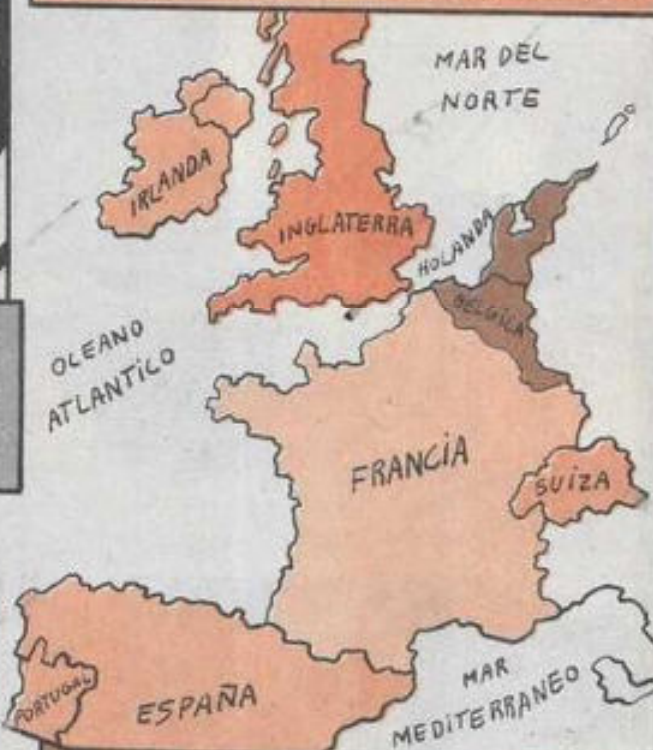 MAR DEL
NORTE
IRLANDA
INGLATERRA
HOLANDA
BELGICA
OCEANO
ATLANTICO
FRANCIA
SUIZA
PORTUGAL
ESPAÑA
MAR
MEDITERRANEO